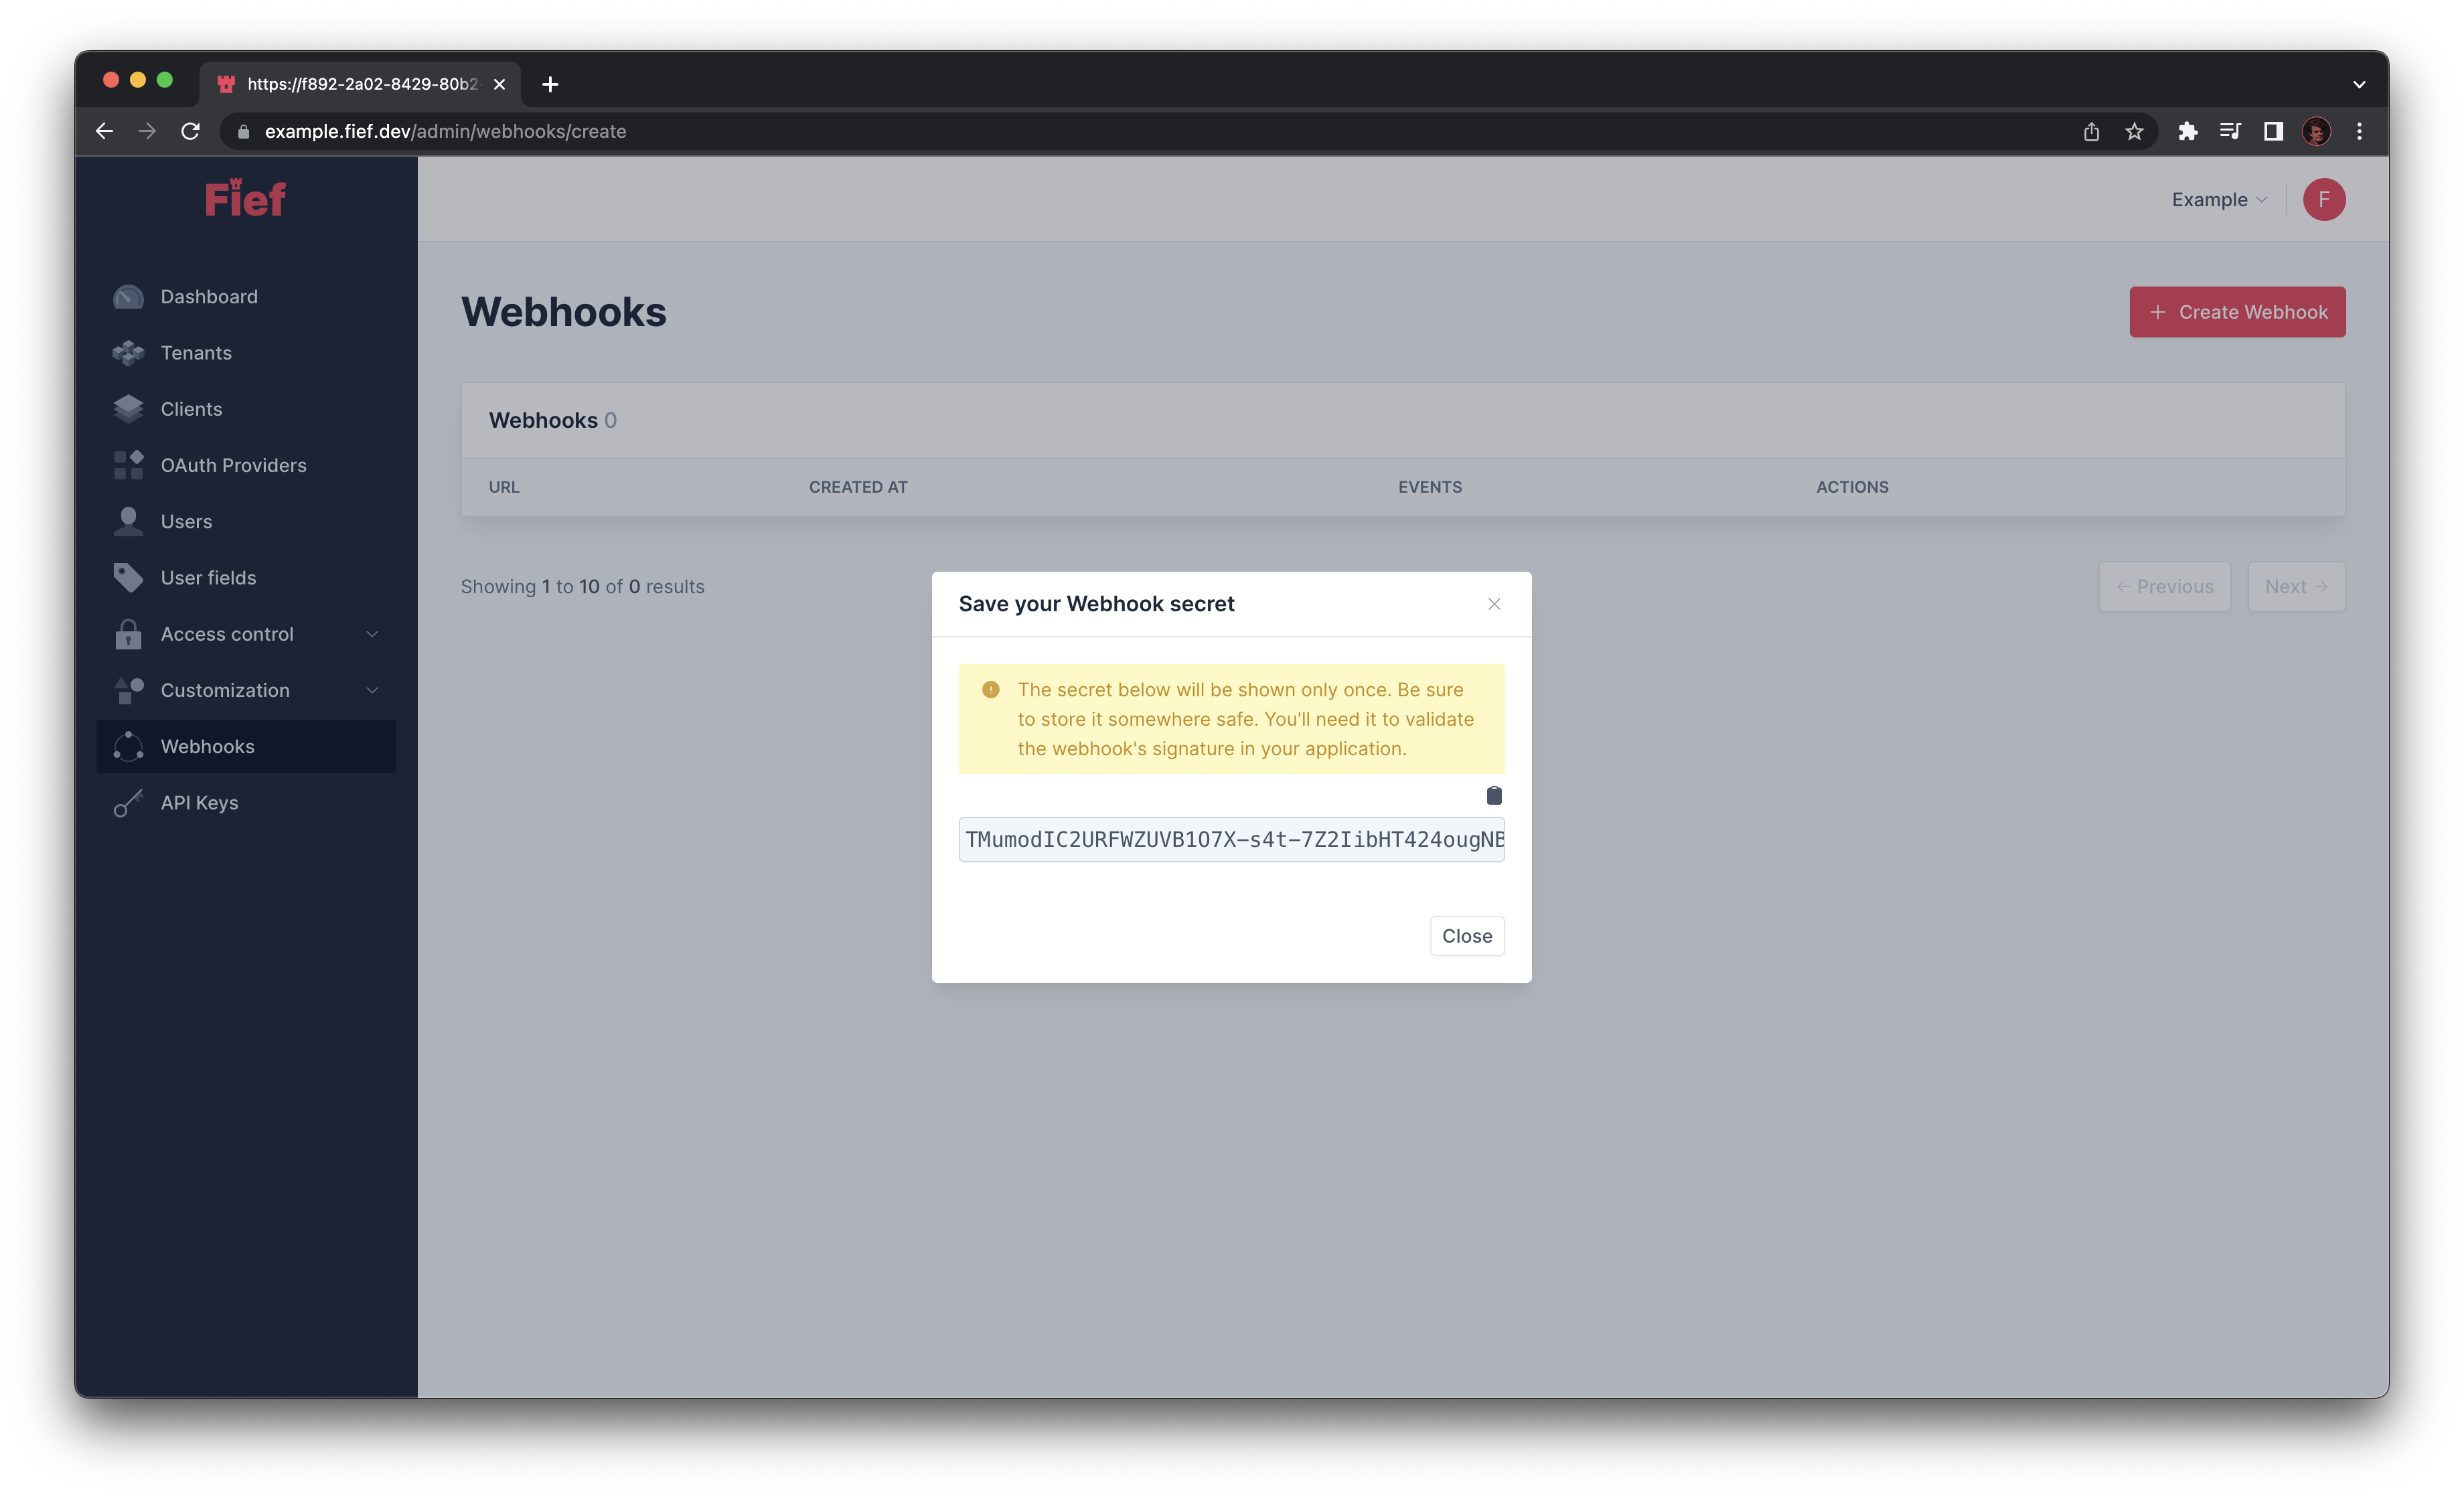 https://f892-2a02-8429-80b2
example.fief.dev/admin/webhooks/create
Fief
Example
F
Dashboard
Tenants
Clients
OAuth Providers
Users
User fields
Access control
Customization
Webhooks
API Keys
Webhooks
+ Create Webhook
Webhooks 0
URL CREATED AT EVENTS ACTIONS
Showing 1 to 10 of 0 results
← Previous
Next →
Save your Webhook secret
The secret below will be shown only once. Be sure
to store it somewhere safe. You'll need it to validate
the webhook's signature in your application.
TMumodIC2URFWZUVB1O7X-s4t-7Z2IibHT424ougNB
Close